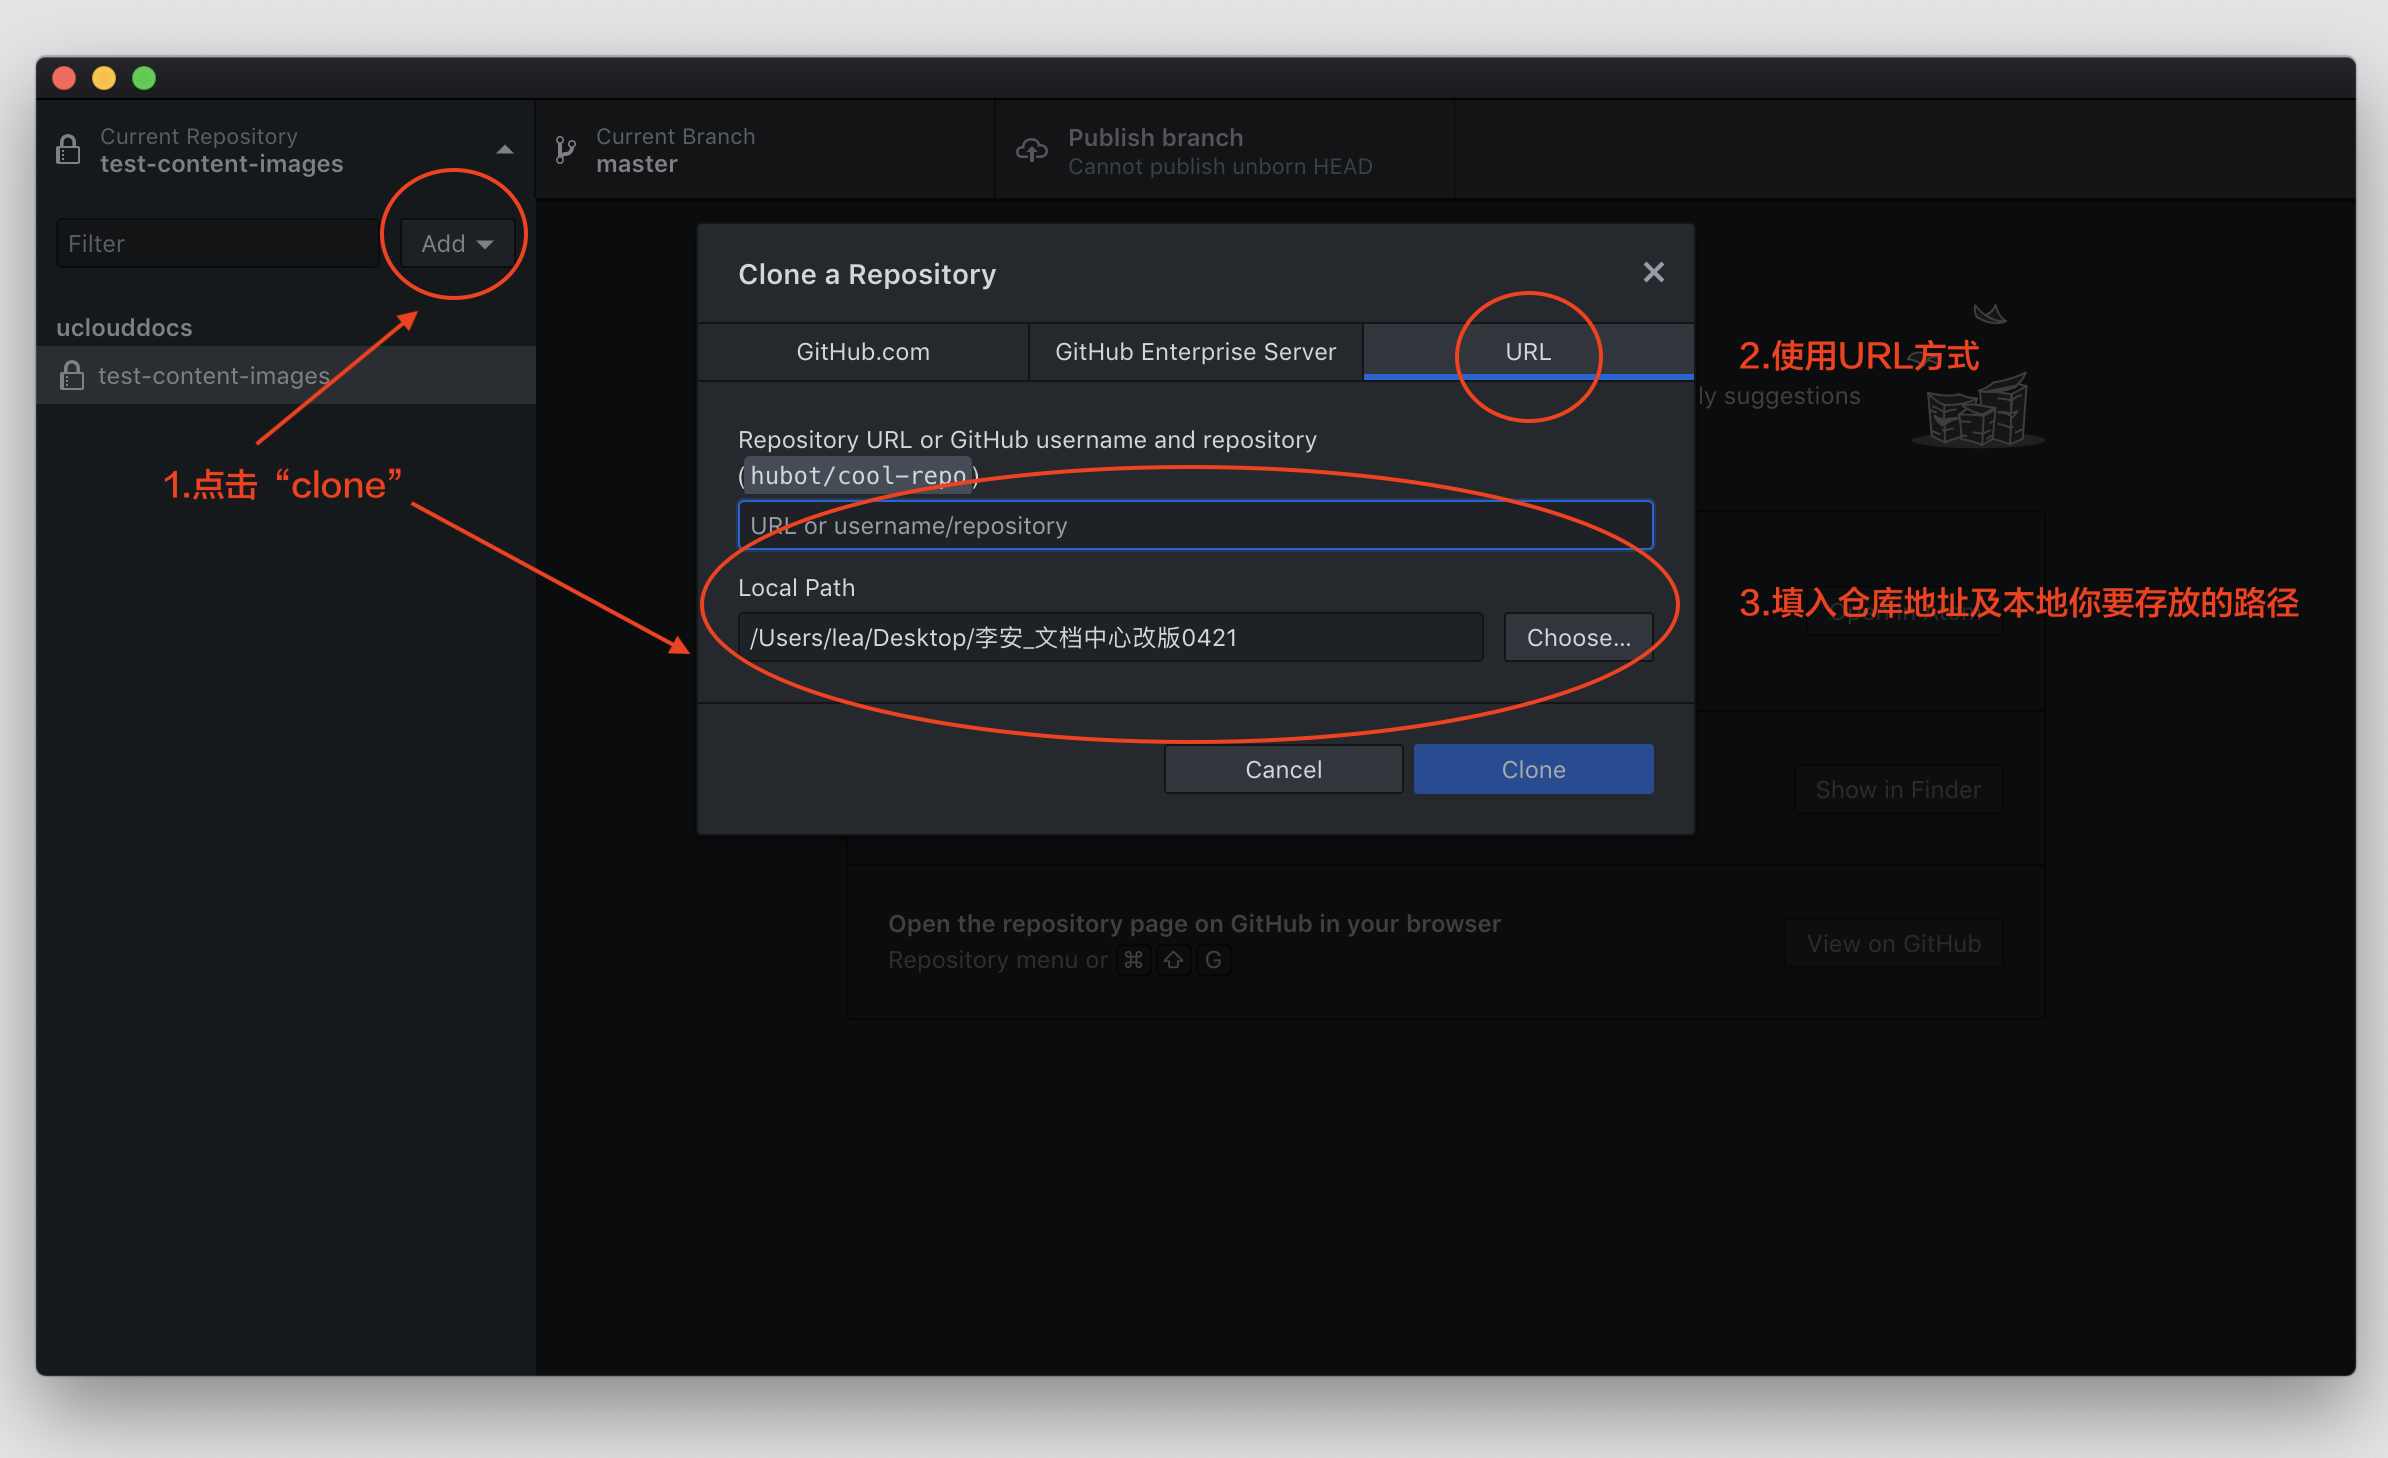 Current Repository
test-content-images
Current Branch
master
Publish branch
Cannot publish unborn HEAD
Filter
Add
uclouddocs
test-content-images
1.点击 “clone”
Clone a Repository
GitHub.com
GitHub Enterprise Server
URL
2.使用URL方式
ly suggestions
Repository URL or GitHub username and repository
(hubot/cool-repo)
URL or username/repository
Local Path
/Users/lea/Desktop/李安_文档中心改版0421
Choose...
3.填入仓库地址及本地你要存放的路径
Open in Atom
Cancel
Clone
Show in Finder
Open the repository page on GitHub in your browser
Repository menu or ⌘ ⇧ G
View on GitHub